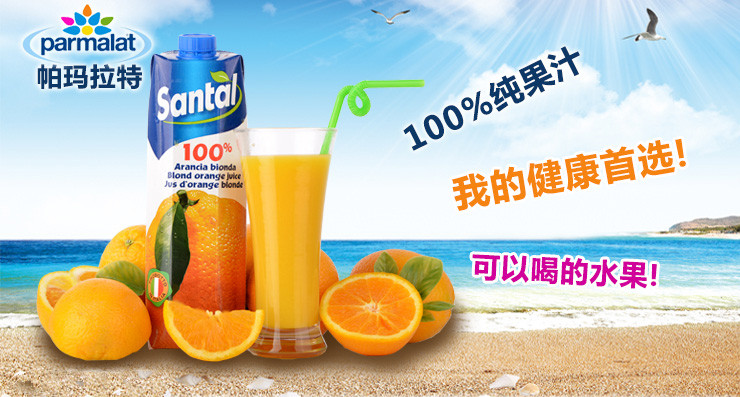 parmalat
帕玛拉特
Santál
100%
Arancia bionda
Blond orange juice
Jus d'orange blonde
100%纯果汁
我的健康首选!
可以喝的水果!